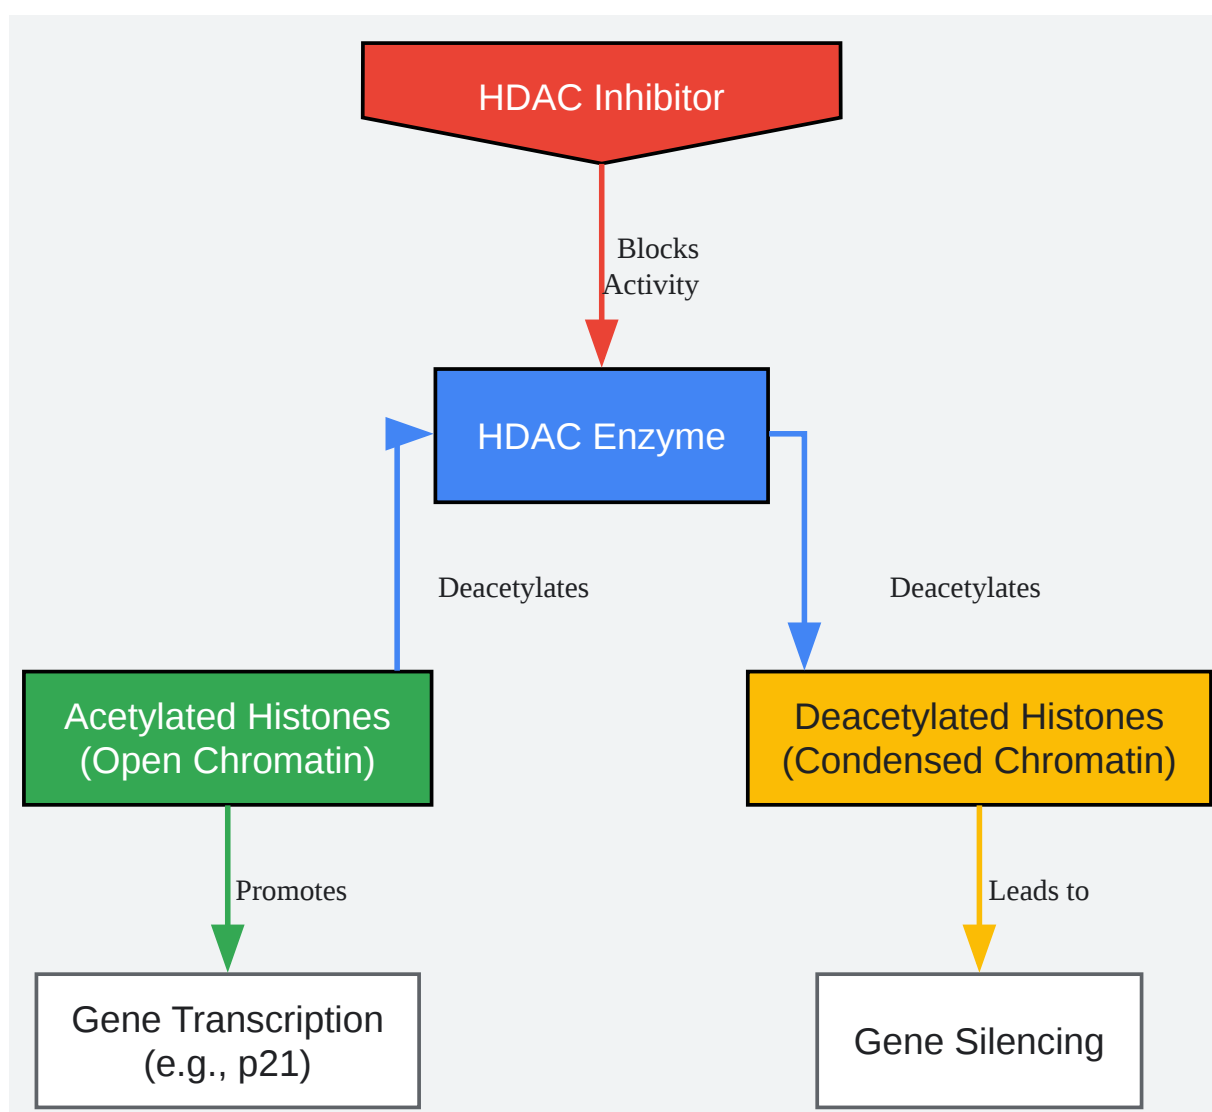 HDAC Inhibitor
Blocks
Activity
HDAC Enzyme
Deacetylates
Deacetylates
Acetylated Histones
(Open Chromatin)
Deacetylated Histones
(Condensed Chromatin)
Promotes
Leads to
Gene Transcription
(e.g., p21)
Gene Silencing